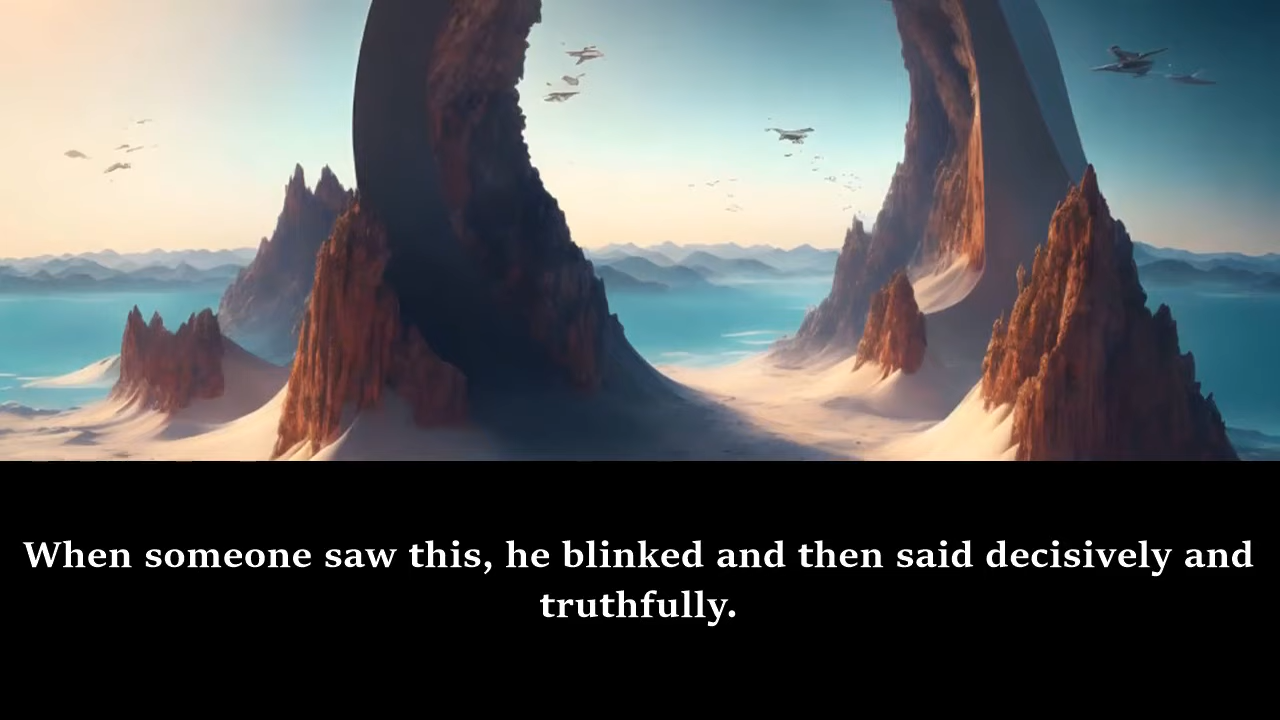 When someone saw this, he blinked and then said decisively and
truthfully.